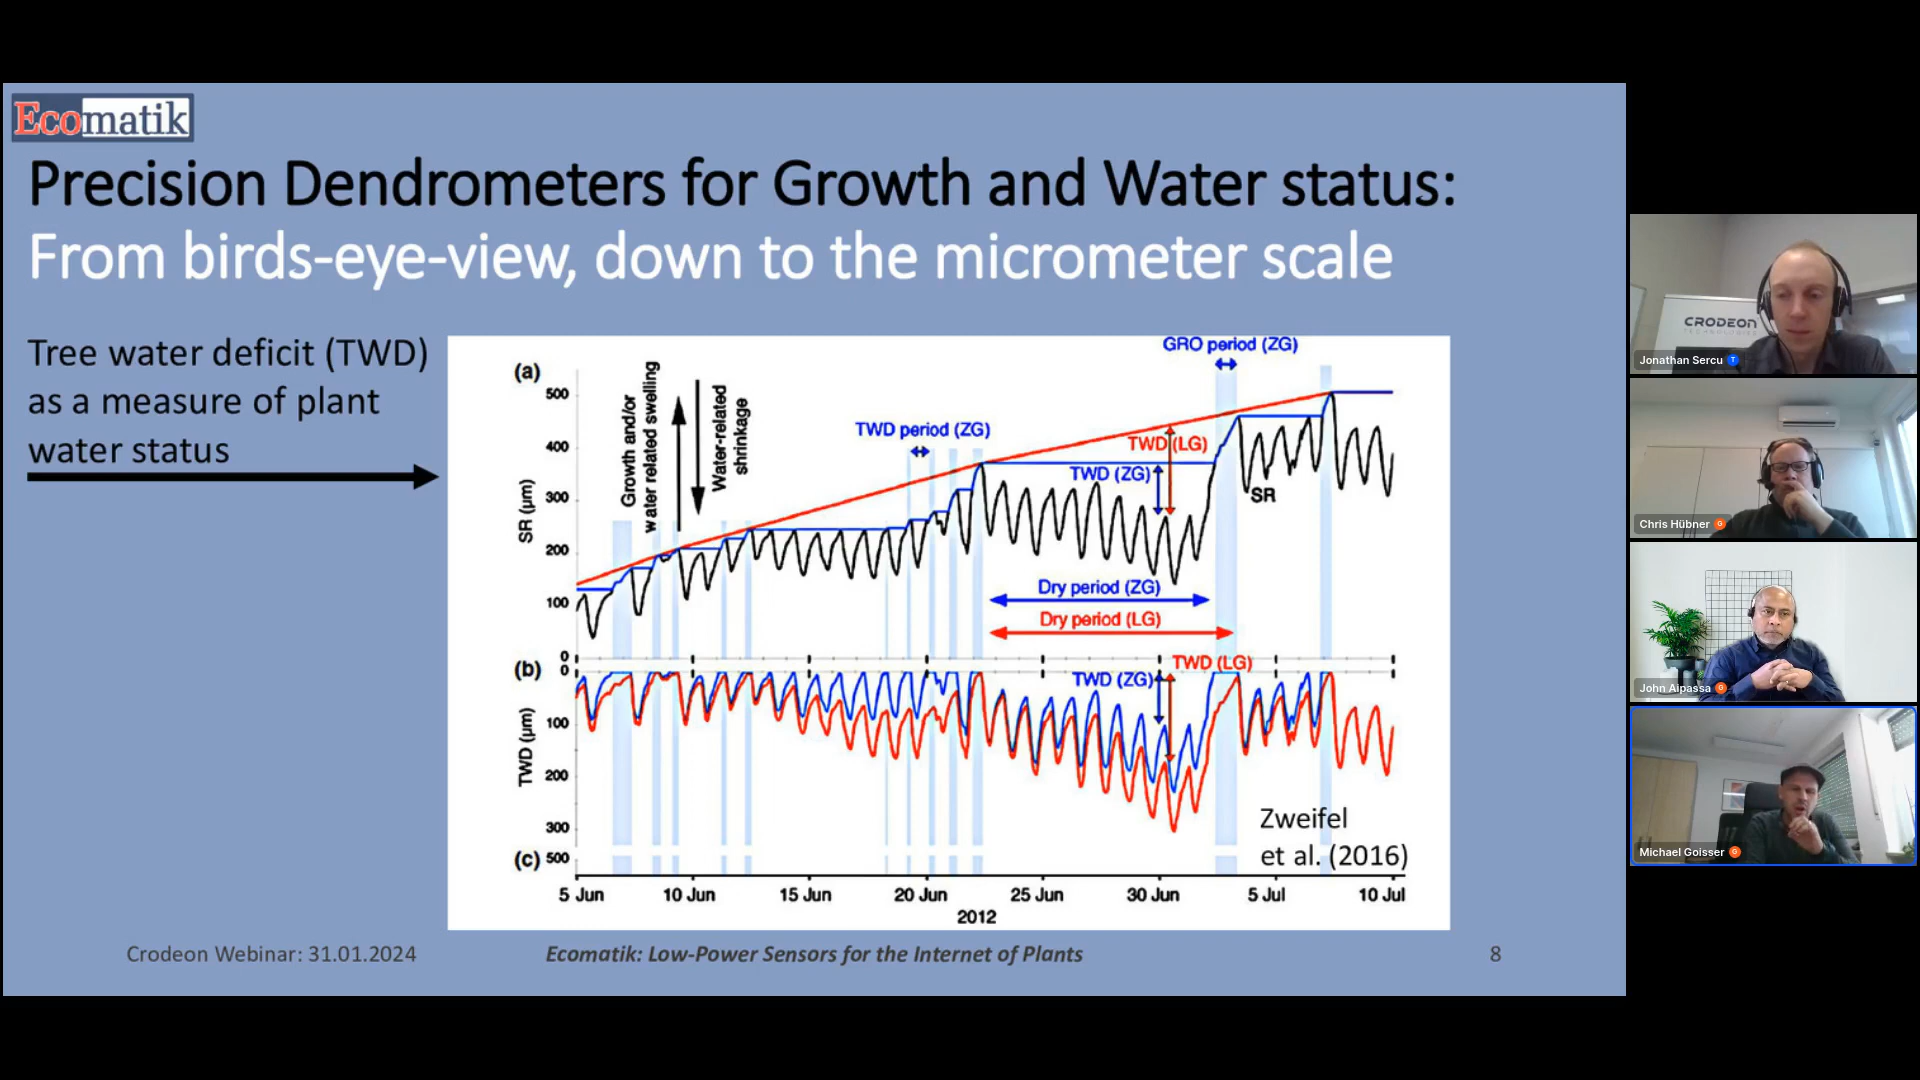 Ecomatik
Precision Dendrometers for Growth and Water status:
From birds-eye-view, down to the micrometer scale
Tree water deficit (TWD)
as a measure of plant
water status
(a)
500
400
300
200
100
0
SR (µm)
Growth and/or
water related swelling
Water-related
shrinkage
TWD period (ZG)
GRO period (ZG)
TWD (LG)
TWD (ZG)
SR
Dry period (ZG)
Dry period (LG)
(b)
0
100
200
300
TWD (µm)
TWD (LG)
TWD (ZG)
Zweifel
et al. (2016)
(c)
500
5 Jun
10 Jun
15 Jun
20 Jun
25 Jun
30 Jun
5 Jul
10 Jul
2012
Crodeon Webinar: 31.01.2024
Ecomatik: Low-Power Sensors for the Internet of Plants
8
CRODEON
TECHNOLOGIES
Jonathan Sercu
T
Chris Hübner
G
John Aipassa
G
Michael Goisser
G